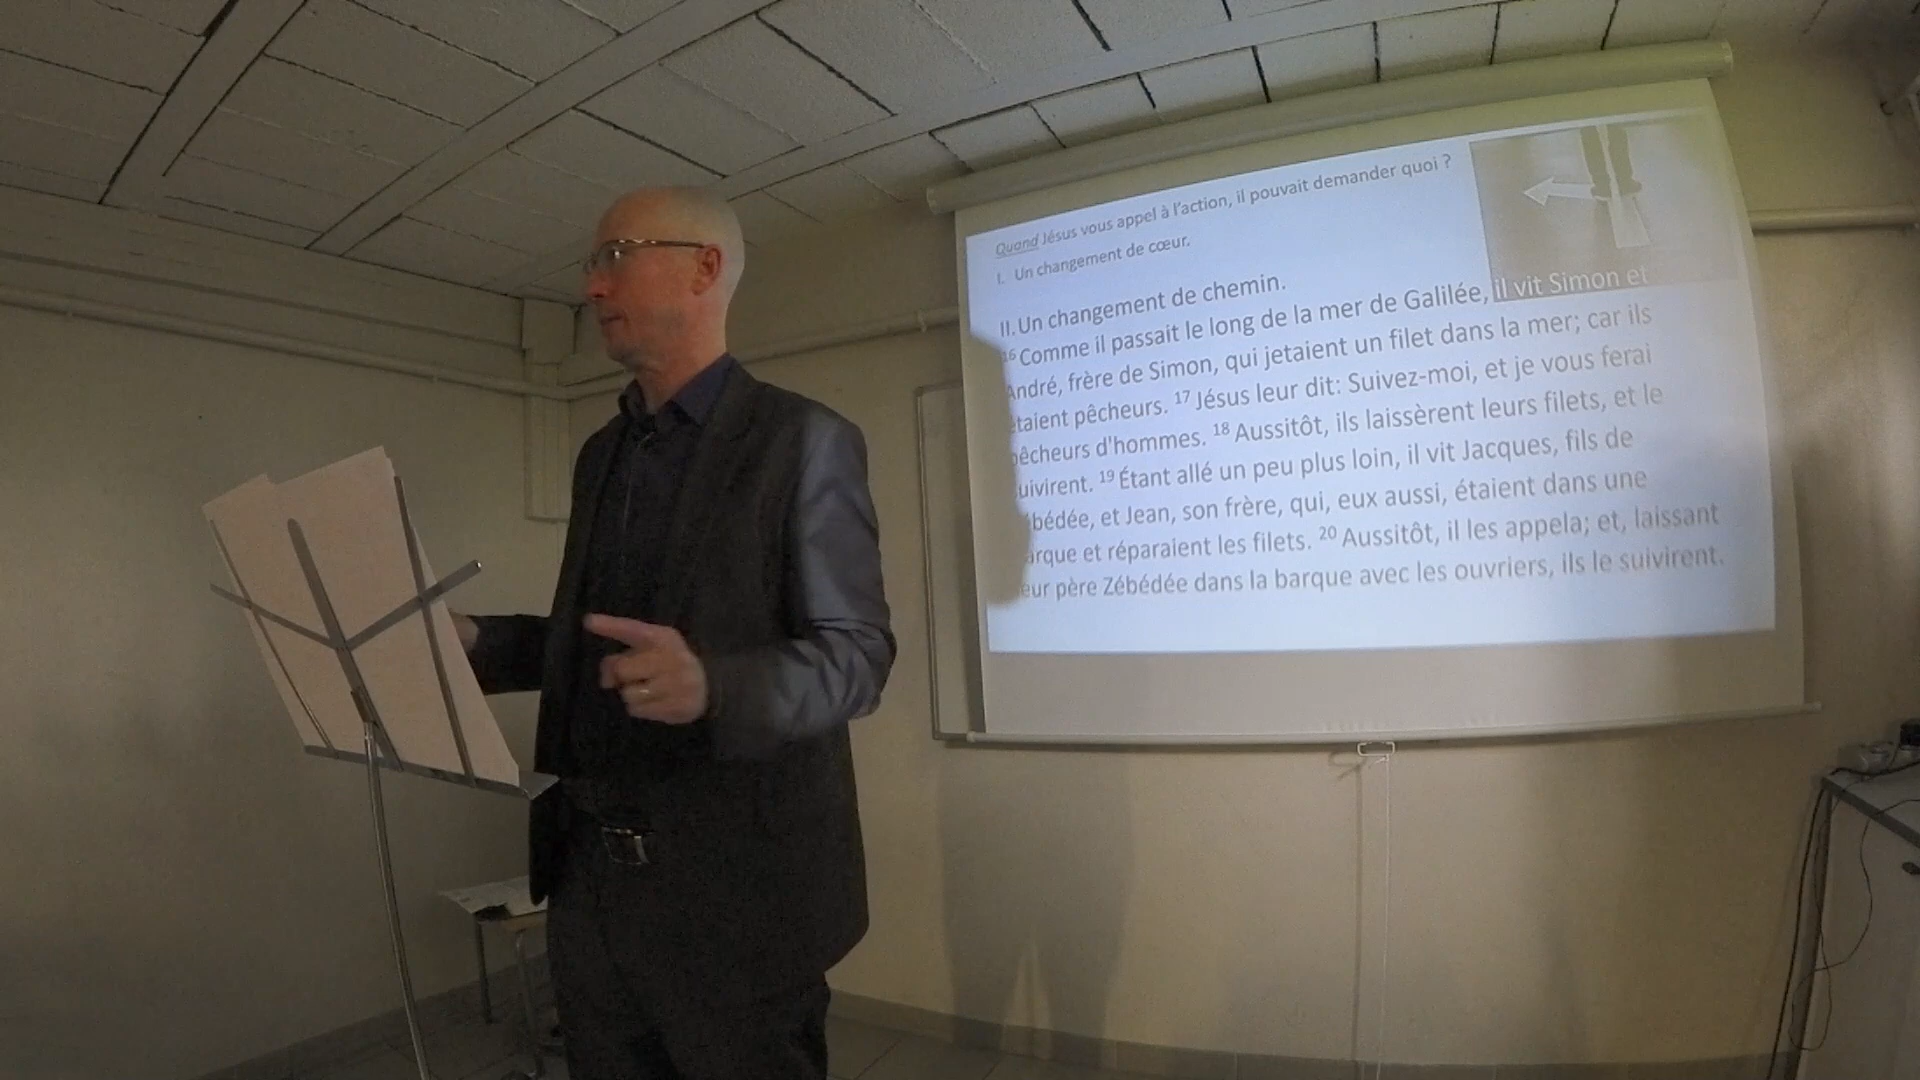 Quand Jésus vous appel à l'action, il pouvait demander quoi ?
I. Un changement de cœur.
II. Un changement de chemin.
16 Comme il passait le long de la mer de Galilée, il vit Simon et
André, frère de Simon, qui jetaient un filet dans la mer; car ils
étaient pêcheurs. 17 Jésus leur dit: Suivez-moi, et je vous ferai
pêcheurs d'hommes. 18 Aussitôt, ils laissèrent leurs filets, et le
uivirent. 19 Étant allé un peu plus loin, il vit Jacques, fils de
bédée, et Jean, son frère, qui, eux aussi, étaient dans une
arque et réparaient les filets. 20 Aussitôt, il les appela; et, laissant
eur père Zébédée dans la barque avec les ouvriers, ils le suivirent.